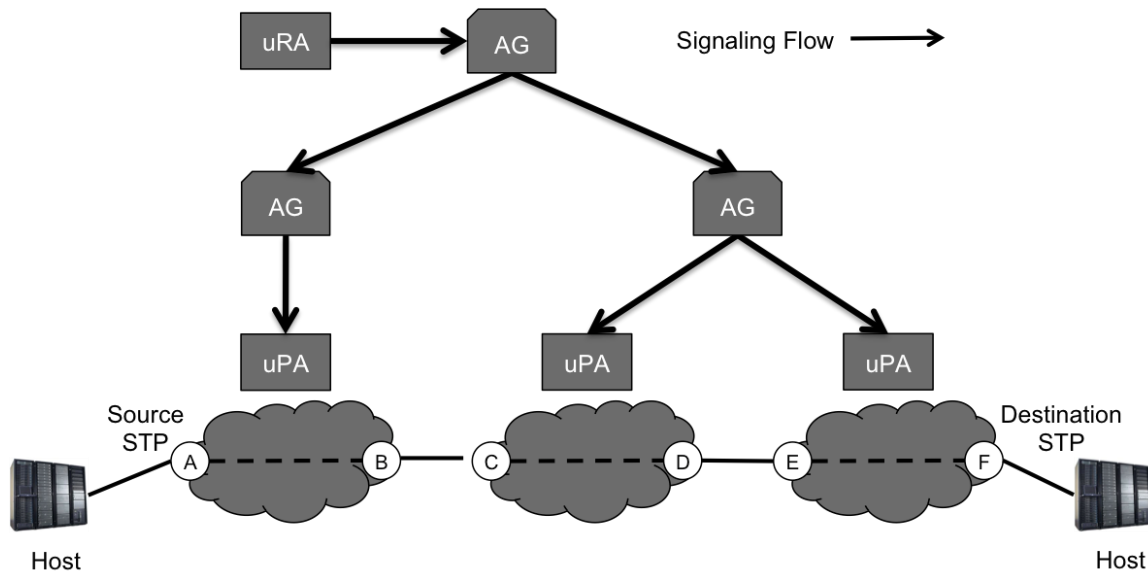 uRA
AG
Signaling Flow
AG
AG
uPA
uPA
uPA
Source
STP
Destination
STP
A
B
C
D
E
F
Host
Host